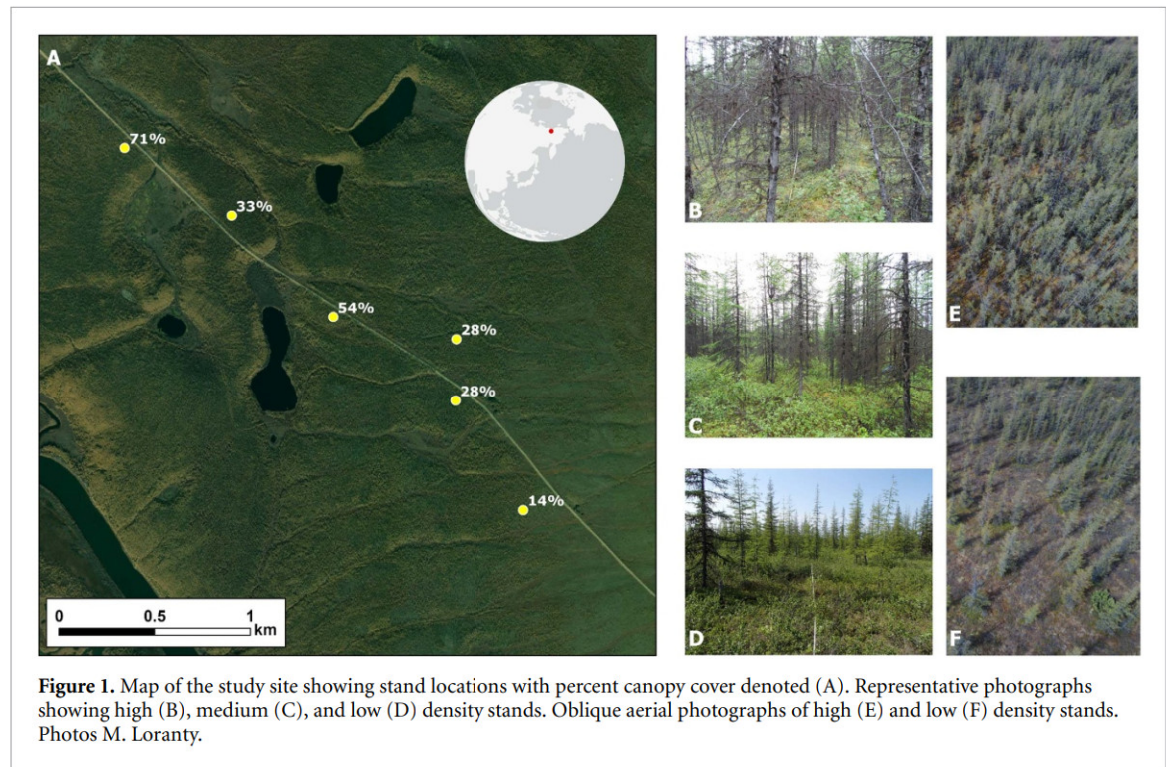 A
71%
33%
54%
28%
28%
14%
0 0.5 1
km
B
C
D
E
F
Figure 1. Map of the study site showing stand locations with percent canopy cover denoted (A). Representative photographs
showing high (B), medium (C), and low (D) density stands. Oblique aerial photographs of high (E) and low (F) density stands.
Photos M. Loranty.